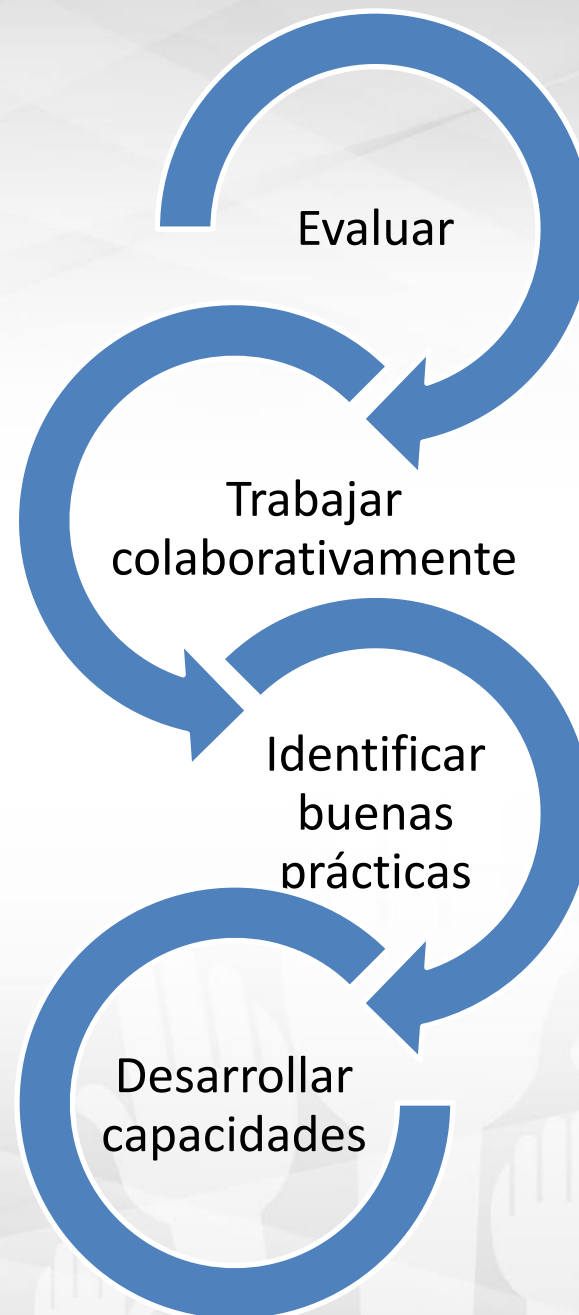 Evaluar
Trabajar
colaborativamente
Identificar
buenas
prácticas
Desarrollar
capacidades